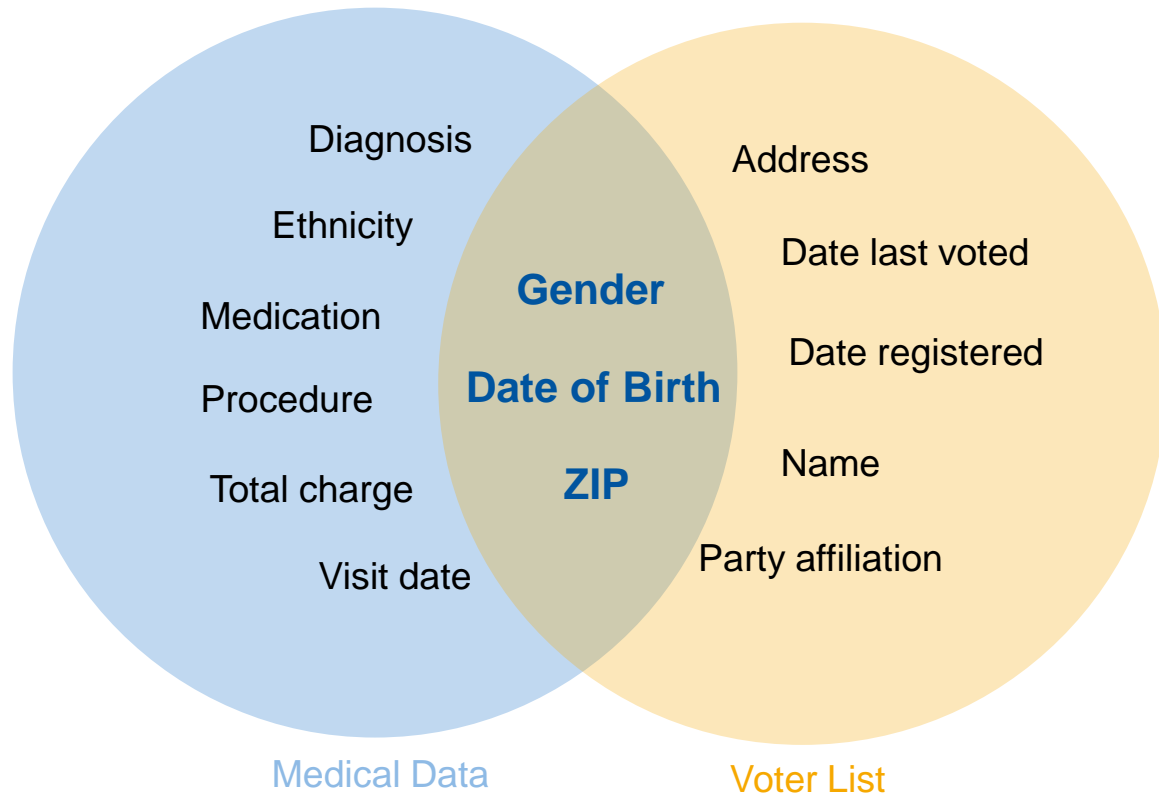 Diagnosis
Ethnicity
Medication
Procedure
Total charge
Visit date
Gender
Date of Birth
ZIP
Address
Date last voted
Date registered
Name
Party affiliation
Medical Data
Voter List